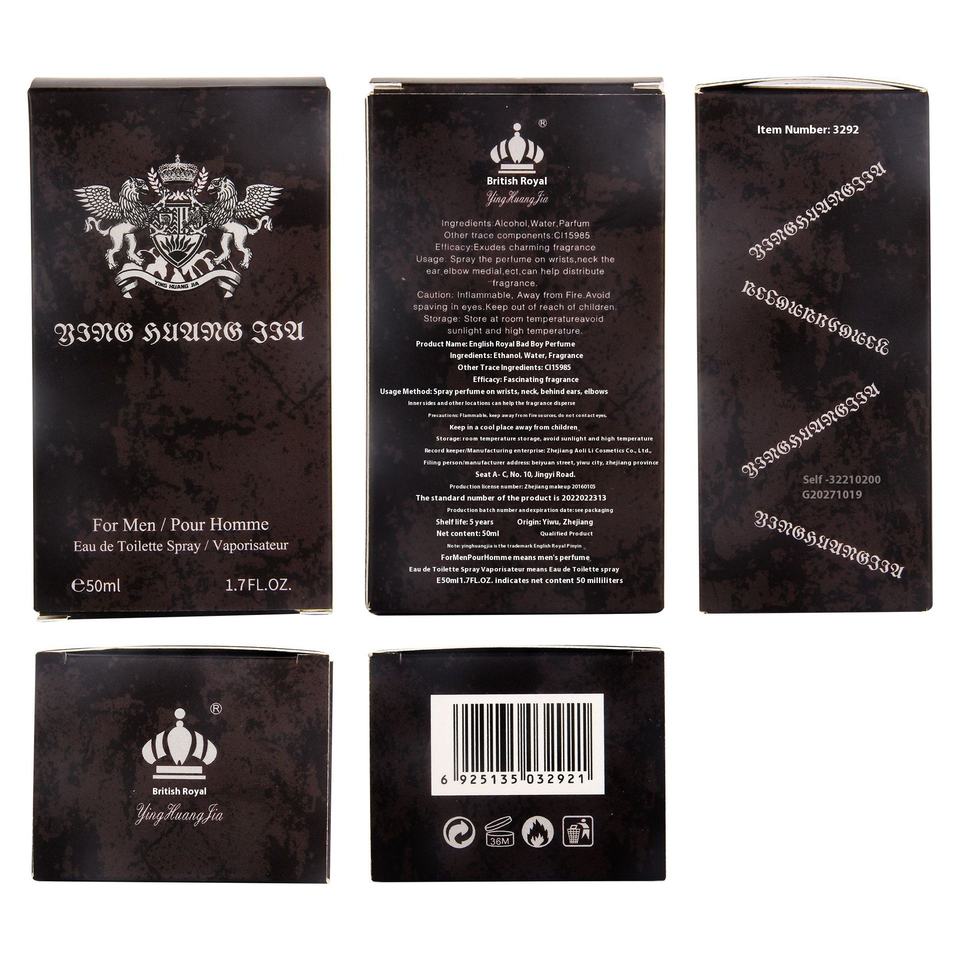 YING HUANG JIA
YING HUANG JIA
For Men / Pour Homme
Eau de Toilette Spray / Vaporisateur
℮50ml 1.7FL.OZ.
®
British Royal
YingHuangJia
Ingredients:Alcohol,Water,Parfum
Other trace components:CI15985
Efficacy:Exudes charming fragrance
Usage: Spray the perfume on wrists,neck the
ear,elbow medial,ect,can help distribute
fragrance.
Caution: Inflammable, Away from Fire.Avoid
spaving in eyes.Keep out of reach of children.
Storage: Store at room temperatureavoid
sunlight and high temperature.
Product Name: English Royal Bad Boy Perfume
Ingredients: Ethanol, Water, Fragrance
Other Trace Ingredients: CI15985
Efficacy: Fascinating fragrance
Usage Method: Spray perfume on wrists, neck, behind ears, elbows
Inner sides and other locations can help the fragrance disperse
Precautions: Flammable, keep away from fire sources, do not contact eyes,
Keep in a cool place away from children
Storage: room temperature storage, avoid sunlight and high temperature
Record keeper/Manufacturing enterprise: Zhejiang Aoli Li Cosmetics Co., Ltd.,
Filing person/manufacturer address: beiyuan street, yiwu city, zhejiang province
Seat A- C, No. 10, Jingyi Road.
Production license number: Zhejiang makeup 20160105
The standard number of the product is 2022022313
Production batch number andexpiration date:see packaging
Shelf life: 5 years Origin: Yiwu, Zhejiang
Net content: 50ml Qualified Product
Note: yinghuangjia is the trademark English Royal Pinyin
ForMenPourHomme means men's perfume
Eau de Toilette Spray Vaporiseur means Eau de Toilette spray
E50ml1.7FL.OZ. indicates net content 50 milliliters
Item Number: 3292
YINGHUANGJIA
YINGHUANGJIA
YINGHUANGJIA
Self -32210200
G20271019
YINGHUANGJIA
®
British Royal
YingHuangJia
6 925135 032921
36M